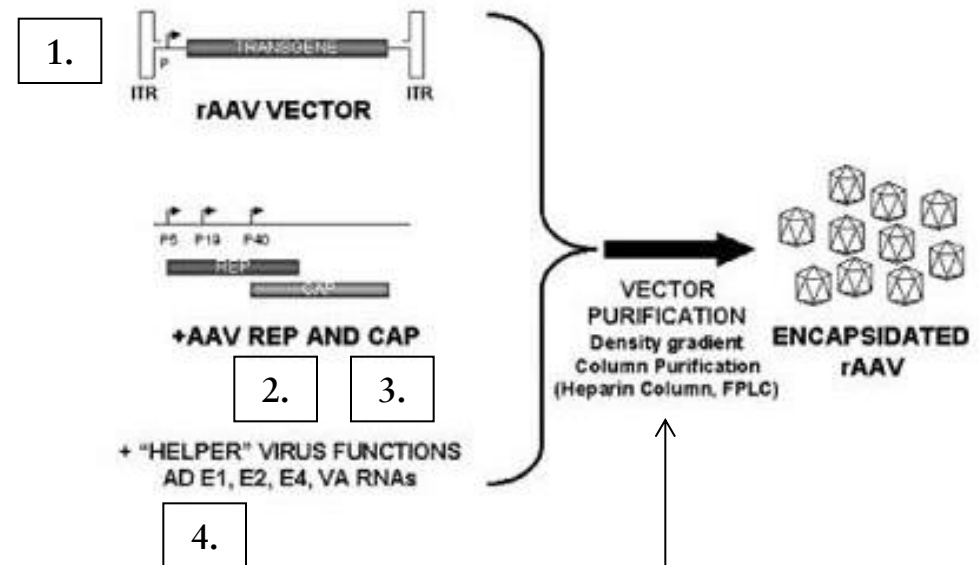 1.
TRANSGENE
P
ITR
ITR
rAAV VECTOR
P5 P19 P40
REP
CAP
+AAV REP AND CAP
2.
3.
+ “HELPER” VIRUS FUNCTIONS
AD E1, E2, E4, VA RNAs
4.
VECTOR
PURIFICATION
Density gradient
Column Purification
(Heparin Column, FPLC)
ENCAPSIDATED
rAAV